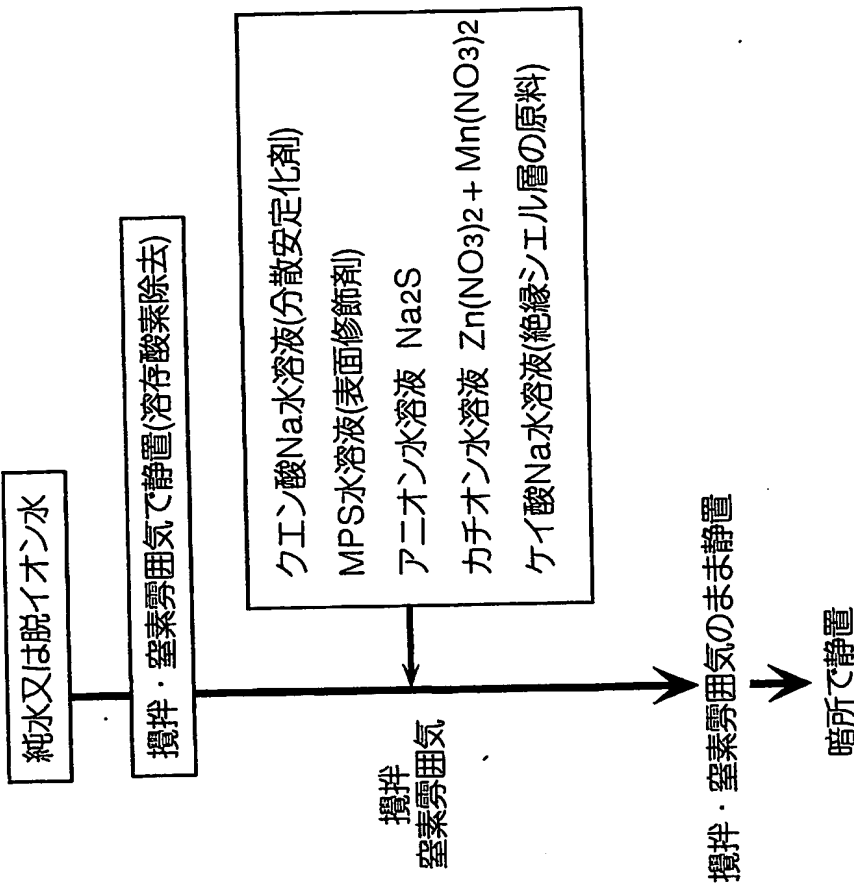 純水又は脱イオン水
攪拌・窒素雰囲気で静置(溶存酸素除去)
攪拌
窒素雰囲気
クエン酸Na水溶液(分散安定化剤)
MPS水溶液(表面修飾剤)
アニオン水溶液 Na2S
カチオン水溶液 Zn(NO3)2+Mn(NO3)2
ケイ酸Na水溶液(絶縁シェル層の原料)
攪拌・窒素雰囲気のまま静置
暗所で静置